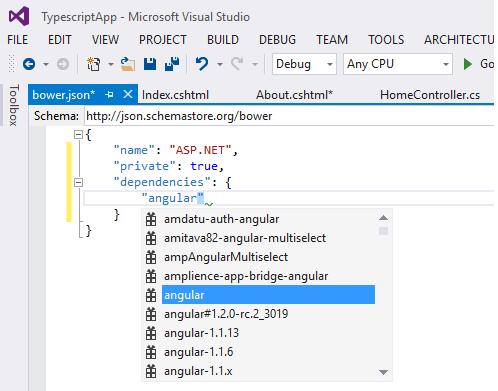 TypescriptApp - Microsoft Visual Studio
FILE EDIT VIEW PROJECT BUILD DEBUG TEAM TOOLS ARCHITECTU
Debug Any CPU Go
Toolbox
bower.json* Index.cshtml About.cshtml* HomeController.cs
Schema: http://json.schemastore.org/bower
{
"name": "ASP.NET",
"private": true,
"dependencies": {
"angular"
}
}
amdatu-auth-angular
amitava82-angular-multiselect
ampAngularMultiselect
amplience-app-bridge-angular
angular
angular#1.2.0-rc.2_3019
angular-1.1.13
angular-1.1.6
angular-1.1.x